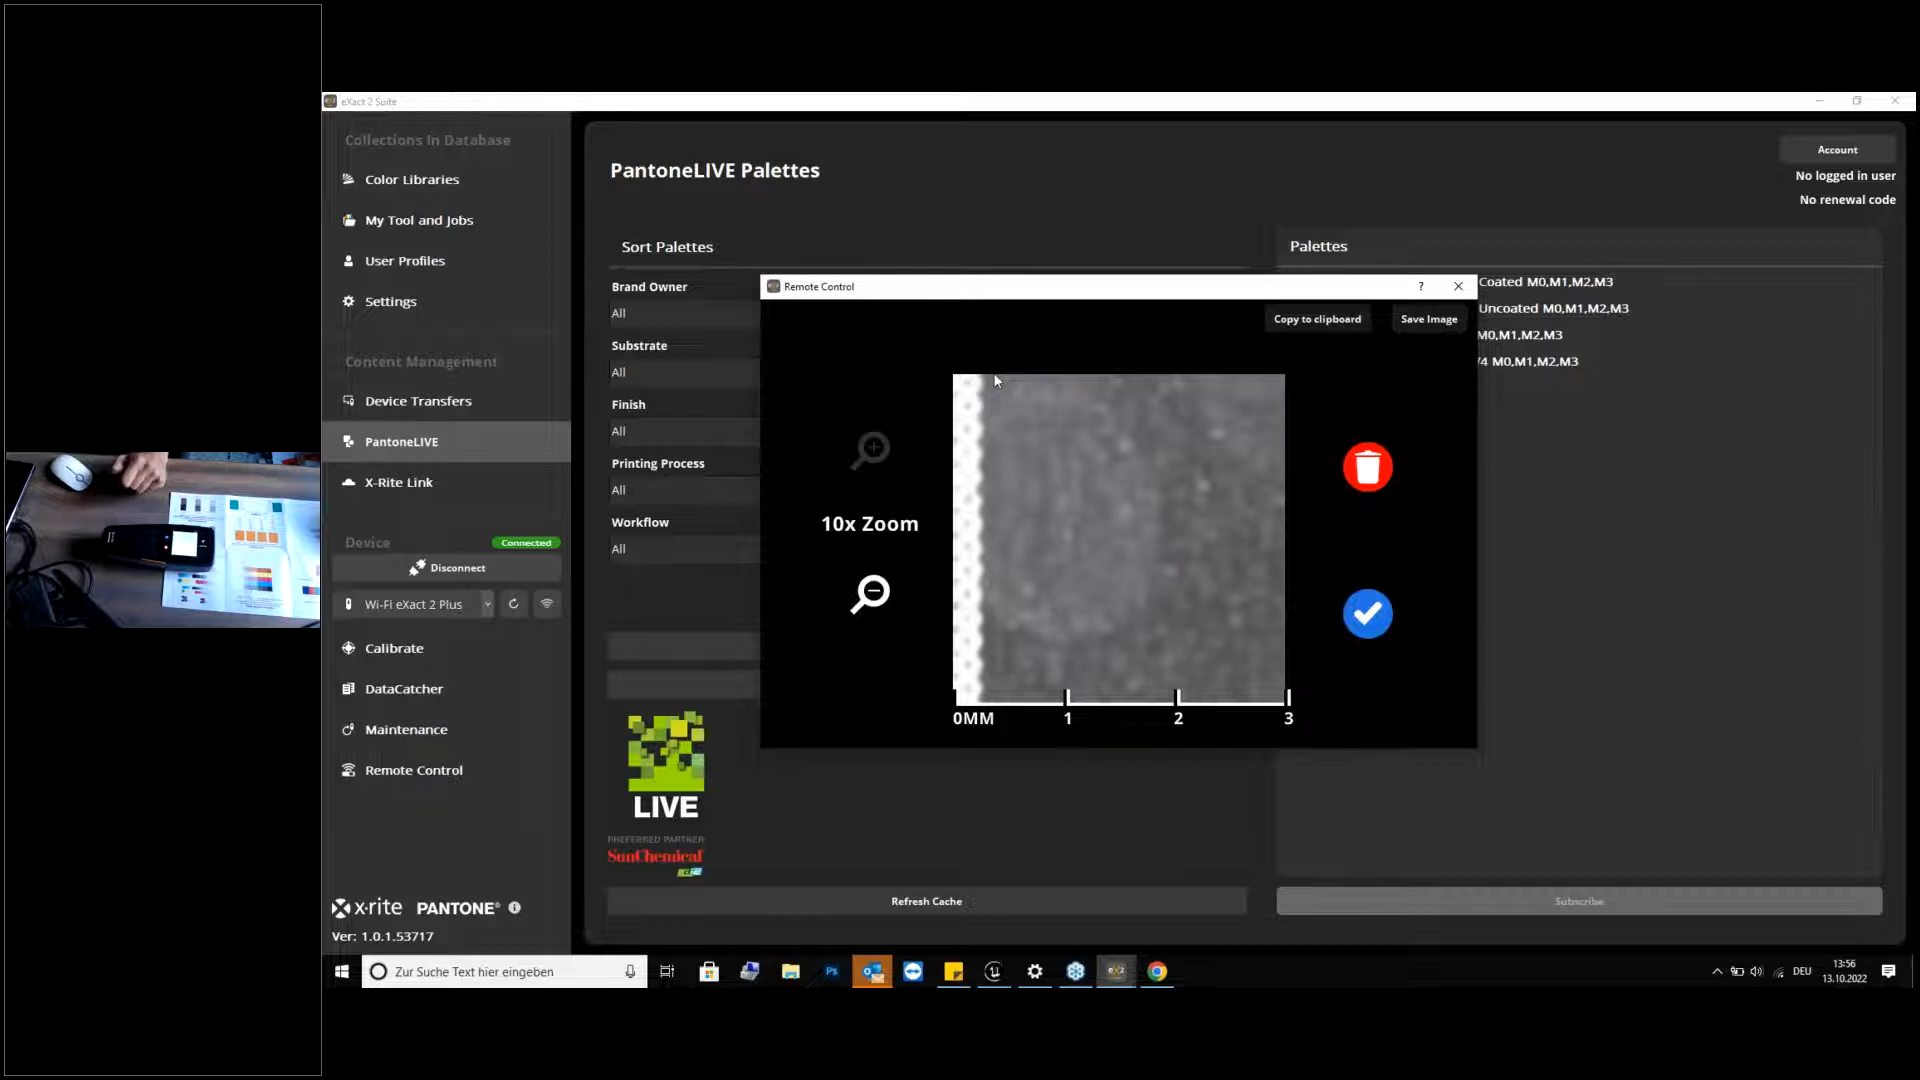 eXact 2 Suite
Collections In Database
Color Libraries
My Tool and Jobs
User Profiles
Settings
Content Management
Device Transfers
PantoneLIVE
X-Rite Link
Device
Connected
Disconnect
Wi-Fi eXact 2 Plus
Calibrate
DataCatcher
Maintenance
Remote Control
x·rite PANTONE®
Ver: 1.0.1.53717
PantoneLIVE Palettes
Account
No logged in user
No renewal code
Sort Palettes
Brand Owner
All
Substrate
All
Finish
All
Printing Process
All
Workflow
All
LIVE
PREFERRED PARTNER
SunChemical
Refresh Cache
Palettes
Coated M0,M1,M2,M3
Uncoated M0,M1,M2,M3
M0,M1,M2,M3
4 M0,M1,M2,M3
Subscribe
Remote Control
?
Copy to clipboard
Save Image
10x Zoom
0MM 1 2 3
Zur Suche Text hier eingeben
Ps
eX2
DEU
13:56
13.10.2022